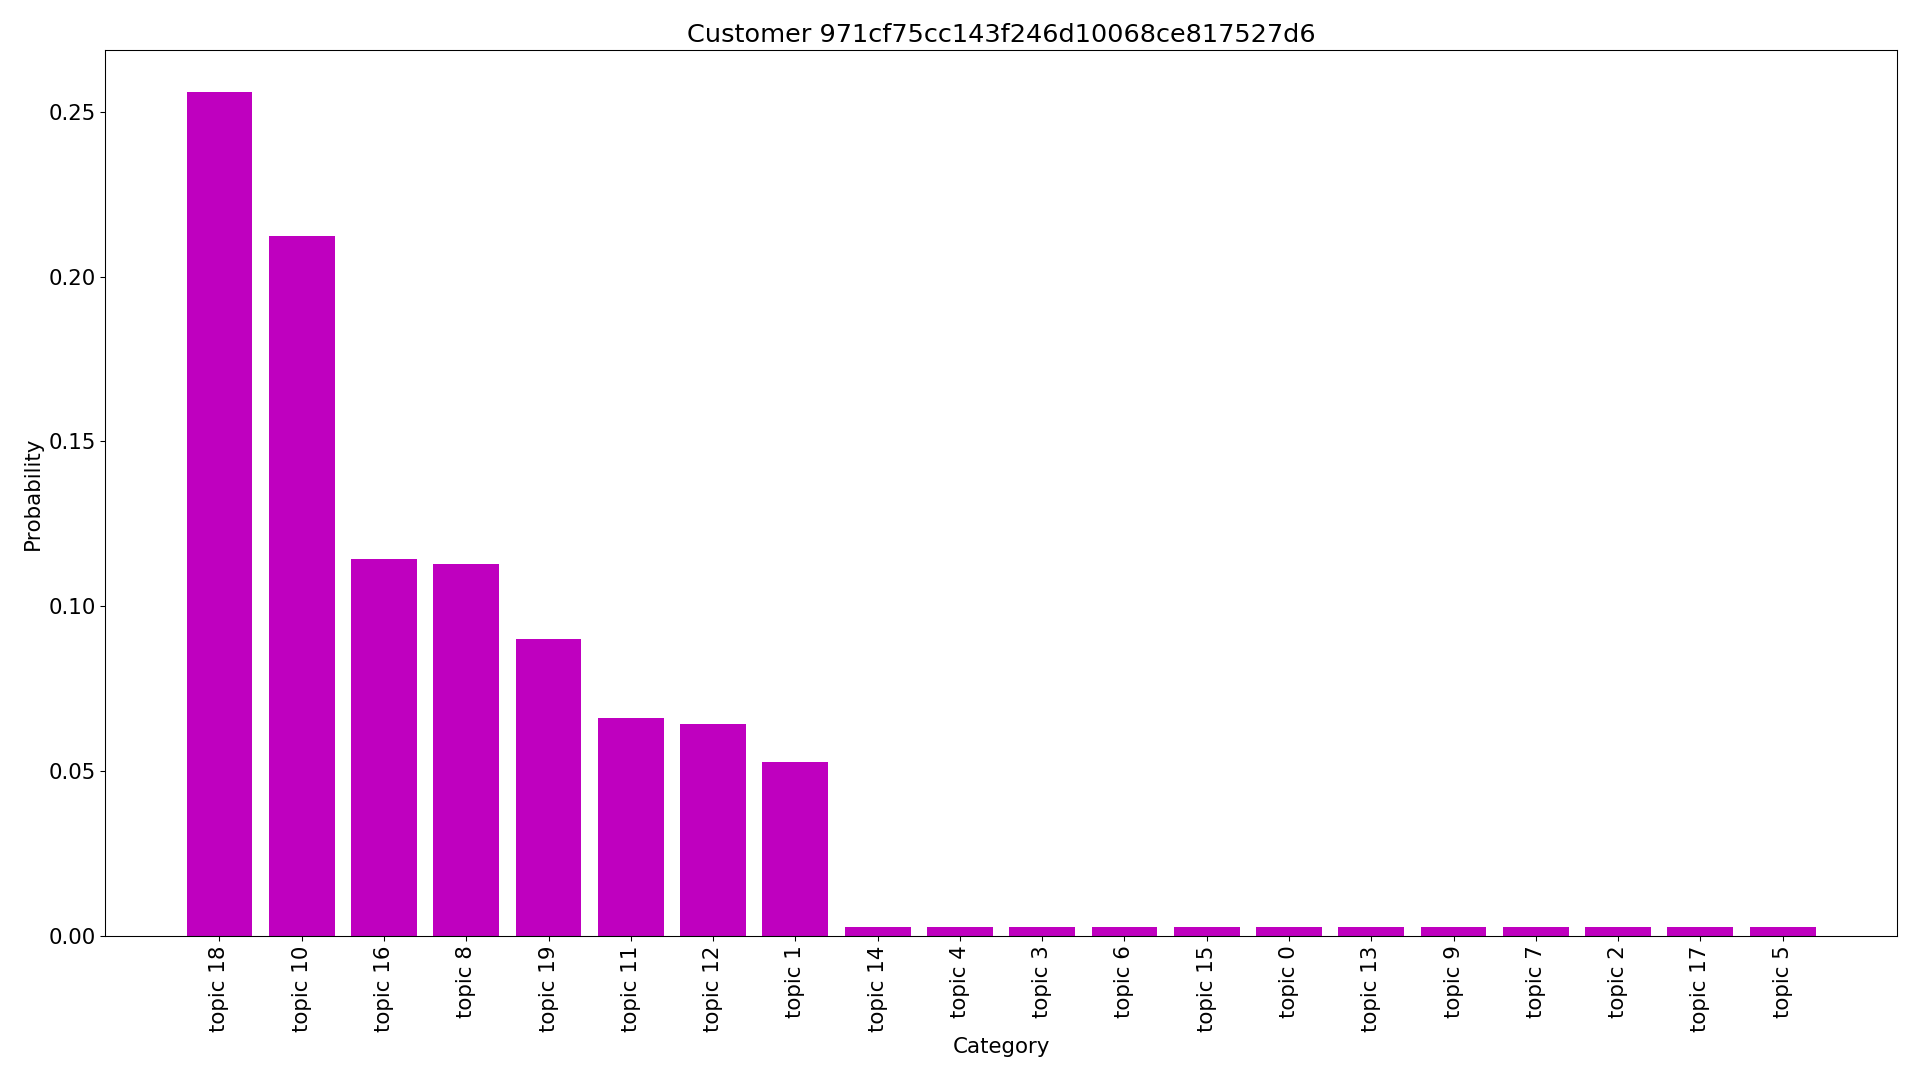 Customer 971cf75cc143f246d10068ce817527d6
Probability
0.25
0.20
0.15
0.10
0.05
0.00
topic 18
topic 10
topic 16
topic 8
topic 19
topic 11
topic 12
topic 1
topic 14
topic 4
topic 3
topic 6
topic 15
topic 0
topic 13
topic 9
topic 7
topic 2
topic 17
topic 5
Category